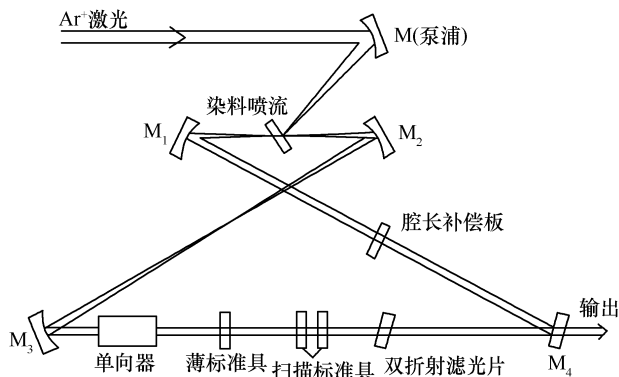 Ar⁺激光
M(泵浦)
染料喷流
M₁
M₂
腔长补偿板
输出
M₃
单向器
薄标准具
扫描标准具
双折射滤光片
M₄